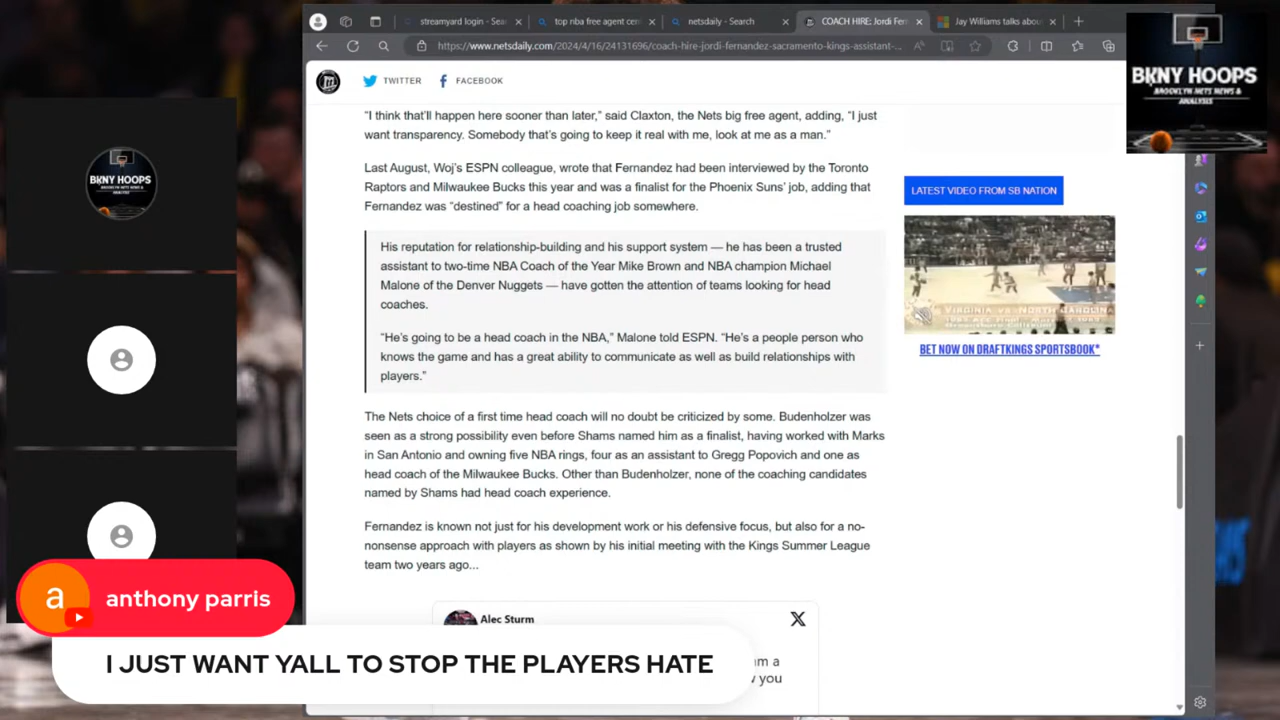 streamyard login - Sear
top nba free agent cen
netsdaily - Search
COACH HIRE: Jordi Fern
Jay Williams talks abou
https://www.netsdaily.com/2024/4/16/24131696/coach-hire-jordi-fernandez-sacramento-kings-assistant-...
BKNY HOOPS
BROOKLYN NETS NEWS &
ANALYSIS
TWITTER
FACEBOOK
“I think that’ll happen here sooner than later,” said Claxton, the Nets big free agent, adding, “I just
want transparency. Somebody that’s going to keep it real with me, look at me as a man.”
Last August, Woj’s ESPN colleague, wrote that Fernandez had been interviewed by the Toronto
Raptors and Milwaukee Bucks this year and was a finalist for the Phoenix Suns’ job, adding that
Fernandez was “destined” for a head coaching job somewhere.
His reputation for relationship-building and his support system — he has been a trusted
assistant to two-time NBA Coach of the Year Mike Brown and NBA champion Michael
Malone of the Denver Nuggets — have gotten the attention of teams looking for head
coaches.
“He’s going to be a head coach in the NBA,” Malone told ESPN. “He’s a people person who
knows the game and has a great ability to communicate as well as build relationships with
players.”
The Nets choice of a first time head coach will no doubt be criticized by some. Budenholzer was
seen as a strong possibility even before Shams named him as a finalist, having worked with Marks
in San Antonio and owning five NBA rings, four as an assistant to Gregg Popovich and one as
head coach of the Milwaukee Bucks. Other than Budenholzer, none of the coaching candidates
named by Shams had head coach experience.
Fernandez is known not just for his development work or his defensive focus, but also for a no-
nonsense approach with players as shown by his initial meeting with the Kings Summer League
team two years ago...
Alec Sturm
m a
you
LATEST VIDEO FROM SB NATION
VIRGINIA vs NORTH CAROLINA
BET NOW ON DRAFTKINGS SPORTSBOOK*
BKNY HOOPS
a
anthony parris
I JUST WANT YALL TO STOP THE PLAYERS HATE